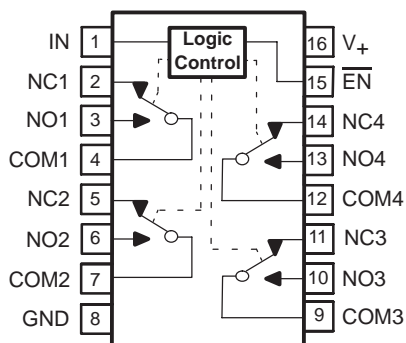 IN 1 Logic Control 16 V+
NC1 2 15 EN
NO1 3 14 NC4
COM1 4 13 NO4
NC2 5 12 COM4
NO2 6 11 NC3
COM2 7 10 NO3
GND 8 9 COM3